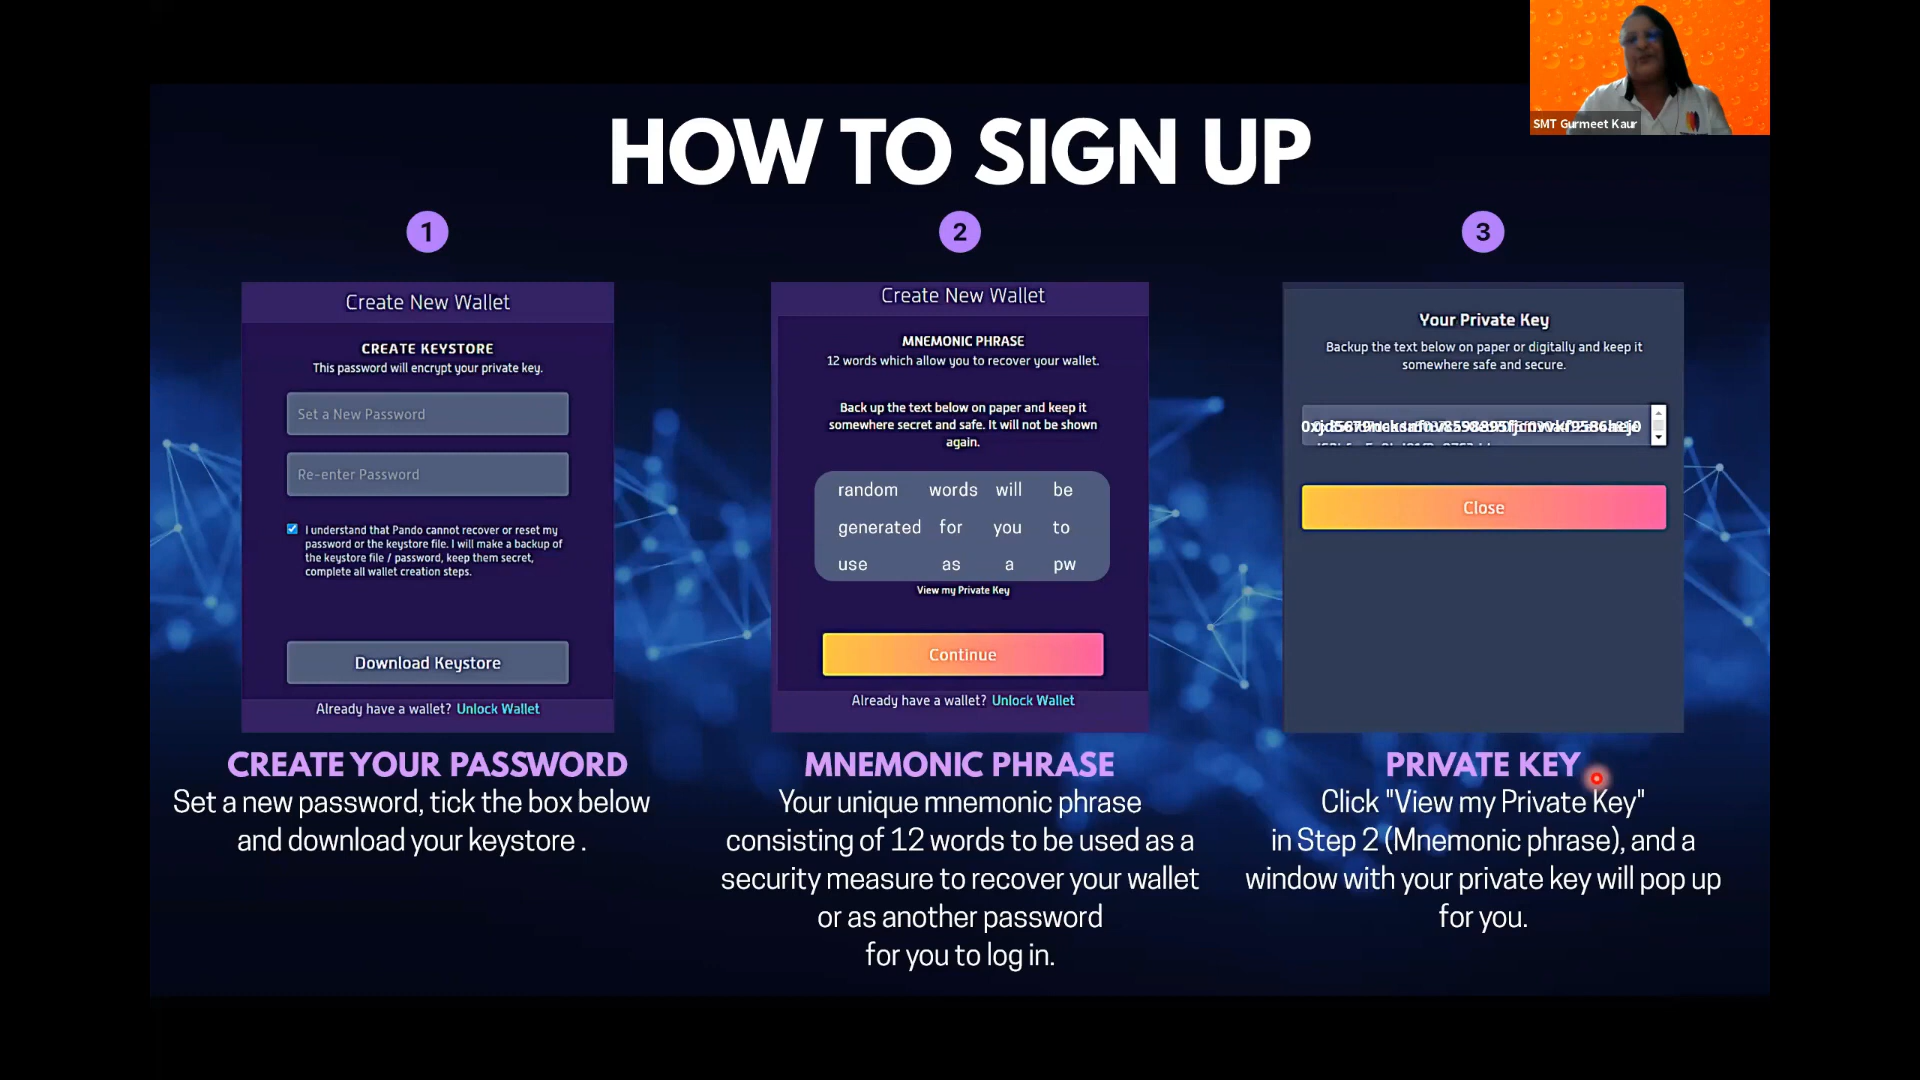 SMT Gurmeet Kaur
HOW TO SIGN UP
1
Create New Wallet
CREATE KEYSTORE
This password will encrypt your private key.
Set a New Password
Re-enter Password
I understand that Pando cannot recover or reset my
password or the keystore file. I will make a backup of
the keystore file / password, keep them secret,
complete all wallet creation steps.
Download Keystore
Already have a wallet? Unlock Wallet
CREATE YOUR PASSWORD
Set a new password, tick the box below
and download your keystore .
2
Create New Wallet
MNEMONIC PHRASE
12 words which allow you to recover your wallet.
Back up the text below on paper and keep it
somewhere secret and safe. It will not be shown
again.
random words will be
generated for you to
use as a pw
View my Private Key
Continue
Already have a wallet? Unlock Wallet
MNEMONIC PHRASE
Your unique mnemonic phrase
consisting of 12 words to be used as a
security measure to recover your wallet
or as another password
for you to log in.
3
Your Private Key
Backup the text below on paper or digitally and keep it
somewhere safe and secure.
Close
PRIVATE KEY
Click "View my Private Key"
in Step 2 (Mnemonic phrase), and a
window with your private key will pop up
for you.